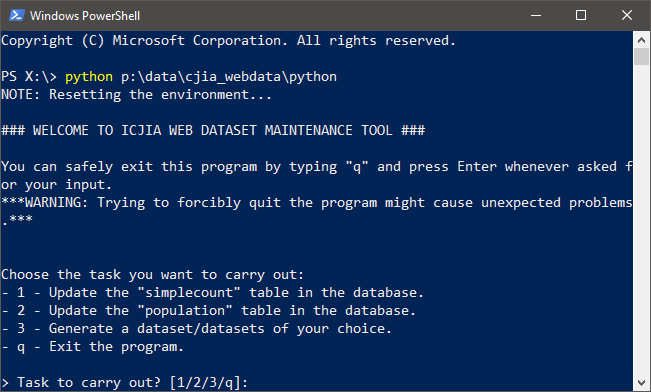 Windows PowerShell
Copyright (C) Microsoft Corporation. All rights reserved.
PS X:\> python p:\data\cjia_webdata\python
NOTE: Resetting the environment...
### WELCOME TO ICJIA WEB DATASET MAINTENANCE TOOL ###
You can safely exit this program by typing "q" and press Enter whenever asked f
or your input.
***WARNING: Trying to forcibly quit the program might cause unexpected problems
.***
Choose the task you want to carry out:
- 1 - Update the "simplecount" table in the database.
- 2 - Update the "population" table in the database.
- 3 - Generate a dataset/datasets of your choice.
- q - Exit the program.
> Task to carry out? [1/2/3/q]: